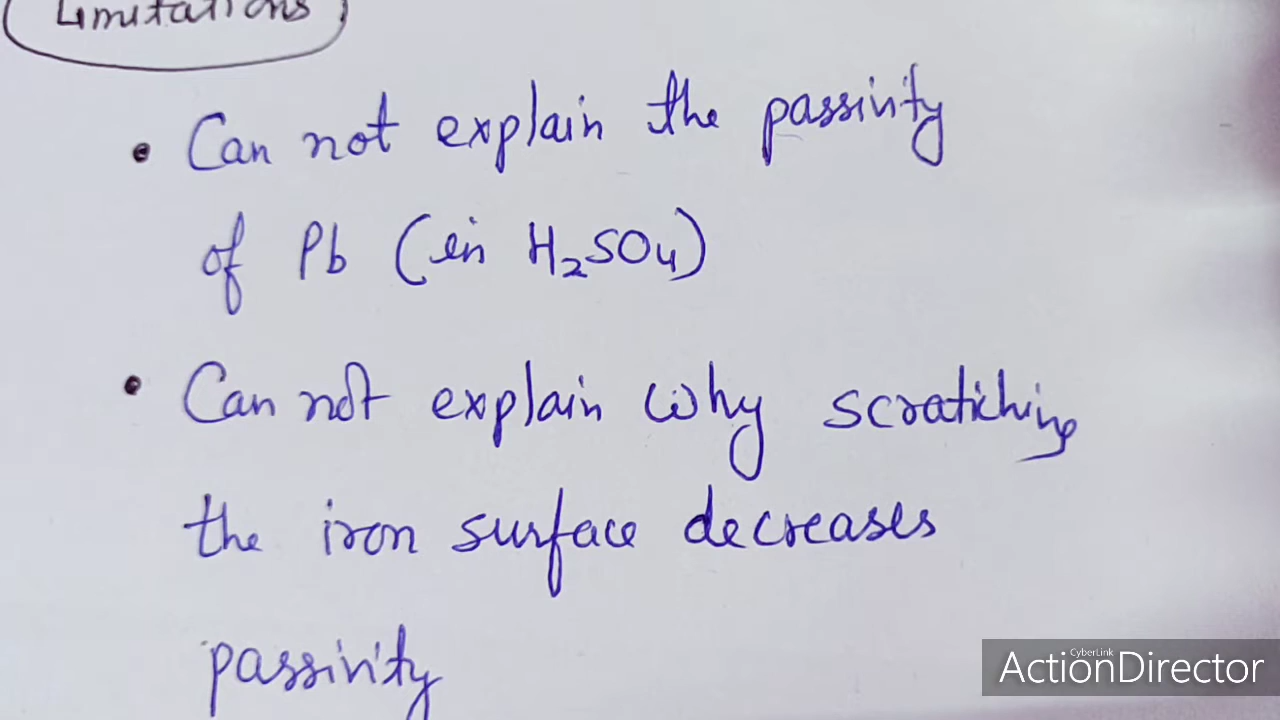 Limitations
• Can not explain the passivity
of Pb (in H₂SO₄)
• Can not explain why scratching
the iron surface decreases
passivity
CyberLink
ActionDirector